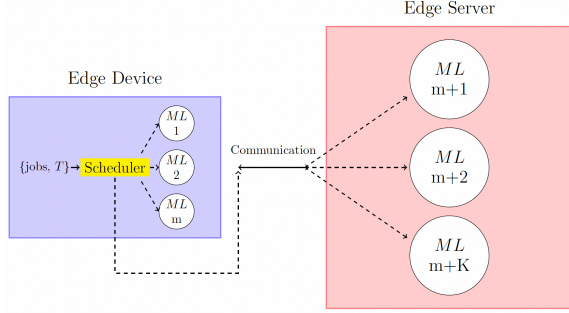 Edge Server
Edge Device
{jobs, T}
Scheduler
ML
1
ML
2
ML
m
Communication
ML
m+1
ML
m+2
ML
m+K